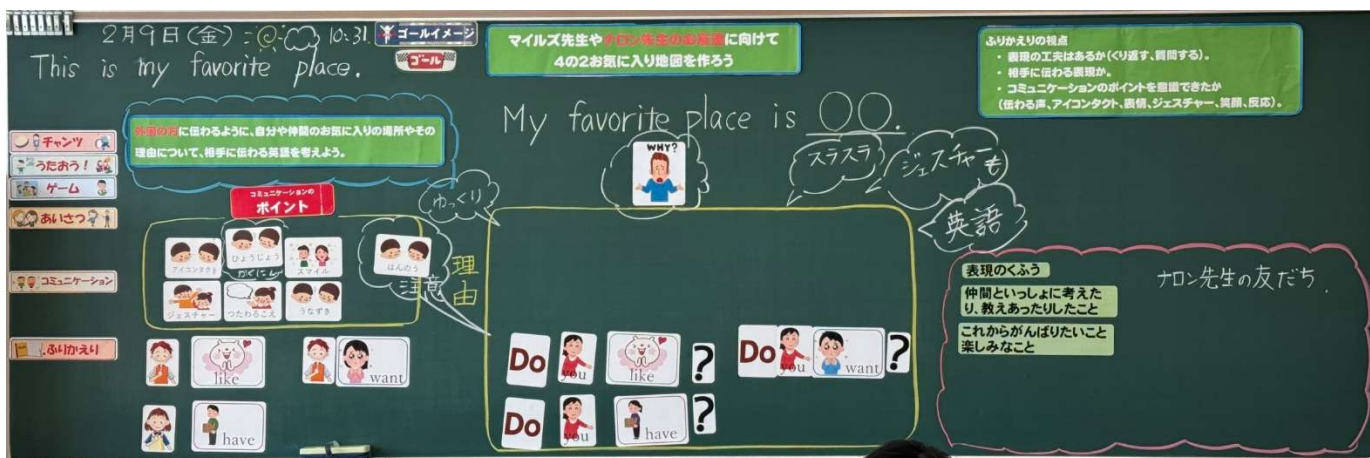 2月9日(金) 10:31
ゴールイメージ
This is my favorite place.
ゴール
外国の方に伝わるように、自分や仲間のお気に入りの場所やその
理由について、相手に伝わる英語を考えよう。
チャンツ
うたおう!
ゲーム
あいさつ
コミュニケーション
ふりかえり
コミュニケーションの
ポイント
アイコンタクト
ひょうじょう
スマイル
はんのう
ジェスチャー
つたわるこえ
うなずき
注意
like
want
have
マイルズ先生やナロン先生のお友達に向けて
4の2お気に入り地図を作ろう
My favorite place is ○○.
WHY?
ゆっくり
スラスラ
ジェスチャーも
英語
理由
Do you like ?
Do you want ?
Do you have ?
ふりかえりの視点
・ 表現の工夫はあるか(くり返す、質問する)。
・ 相手に伝わる表現か。
・ コミュニケーションのポイントを意識できたか
(伝わる声、アイコンタクト、表情、ジェスチャー、笑顔、反応)。
表現のくふう
仲間といっしょに考えた
り、教えあったりしたこと
これからがんばりたいこと
楽しみなこと
ナロン先生の友だち.